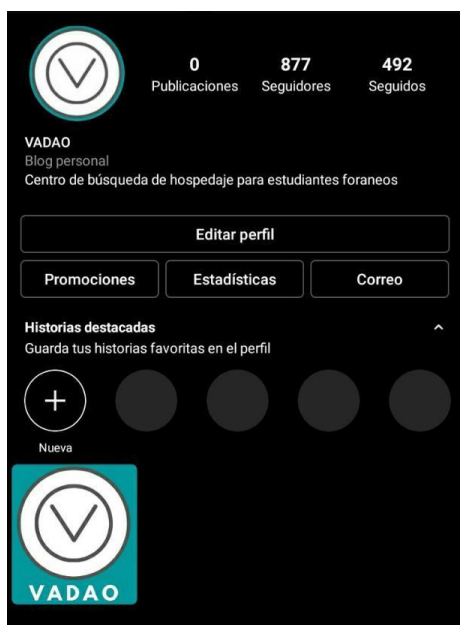 0 877 492
Publicaciones Seguidores Seguidos
VADAO
Blog personal
Centro de búsqueda de hospedaje para estudiantes foraneos
Editar perfil
Promociones Estadísticas Correo
Historias destacadas
Guarda tus historias favoritas en el perfil
Nueva
VADAO